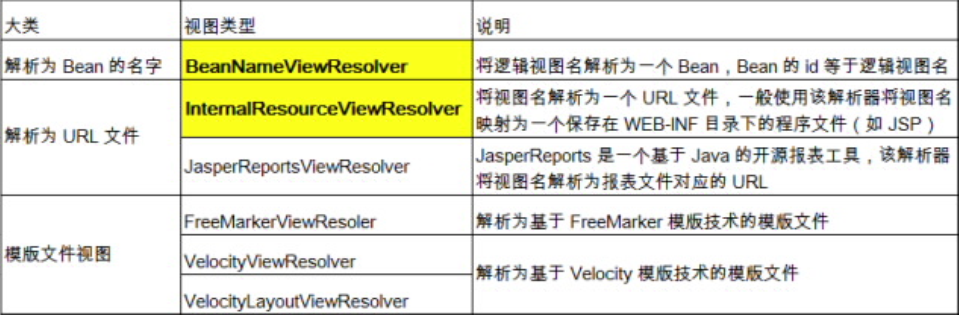 大类 视图类型 说明
解析为 Bean 的名字 BeanNameViewResolver 将逻辑视图名解析为一个 Bean，Bean 的 id 等于逻辑视图名
解析为 URL 文件 InternalResourceViewResolver 将视图名解析为一个 URL 文件，一般使用该解析器将视图名
映射为一个保存在 WEB-INF 目录下的程序文件（如 JSP）
JasperReportsViewResolver JasperReports 是一个基于 Java 的开源报表工具，该解析器
将视图名解析为报表文件对应的 URL
模版文件视图 FreeMarkerViewResoler 解析为基于 FreeMarker 模版技术的模版文件
VelocityViewResolver 解析为基于 Velocity 模版技术的模版文件
VelocityLayoutViewResolver